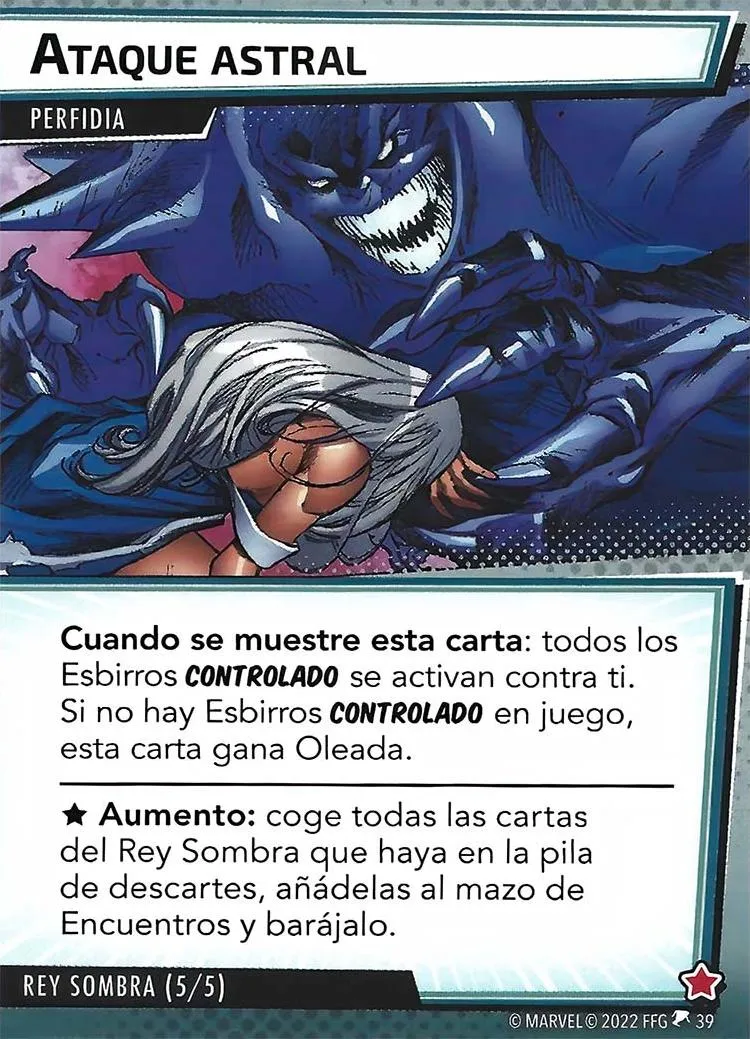 ATAQUE ASTRAL
PERFIDIA
Cuando se muestre esta carta: todos los
Esbirros CONTROLADO se activan contra ti.
Si no hay Esbirros CONTROLADO en juego,
esta carta gana Oleada.
★ Aumento: coge todas las cartas
del Rey Sombra que haya en la pila
de descartes, añádelas al mazo de
Encuentros y barájalo.
REY SOMBRA (5/5)
© MARVEL © 2022 FFG 39